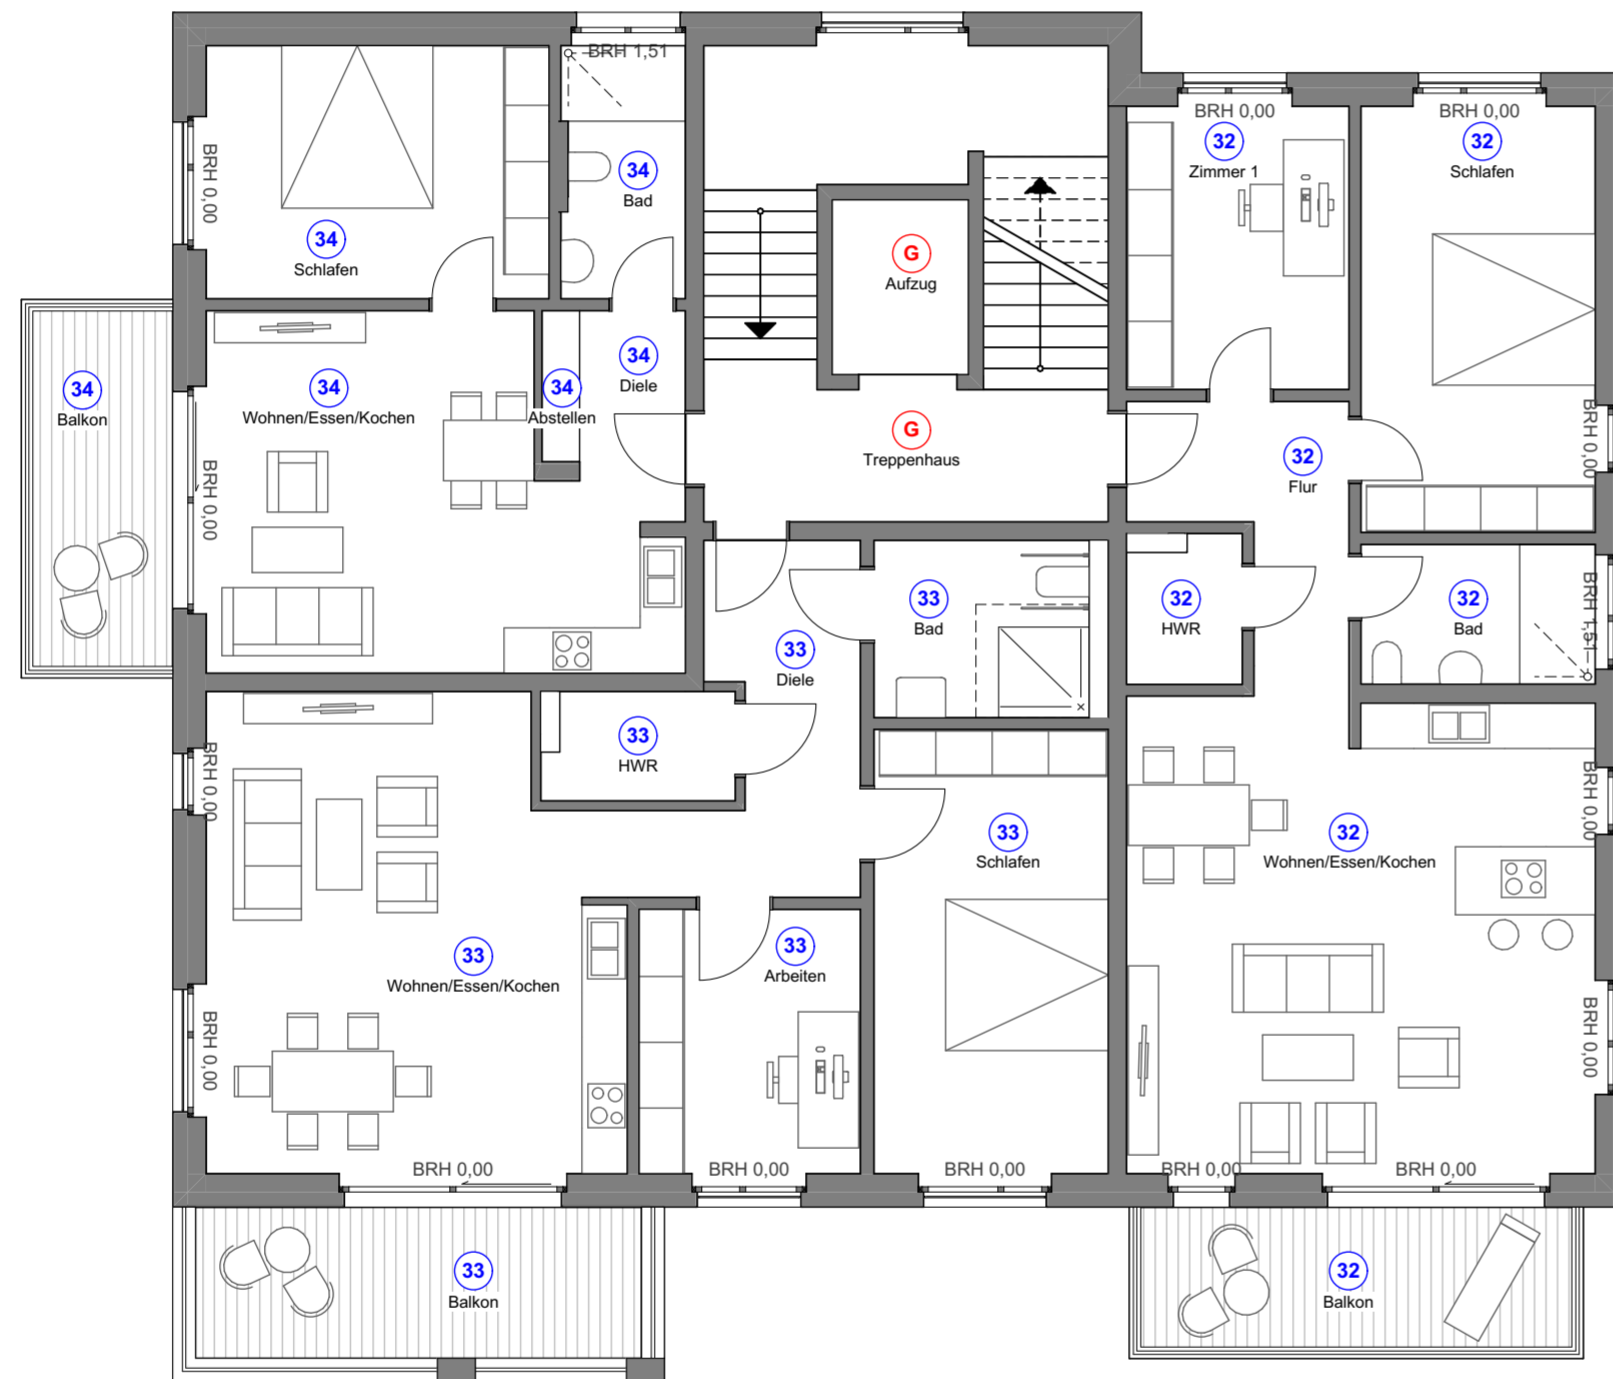 BRH 1,51
BRH 0,00
34
Schlafen
34
Bad
BRH 0,00
32
Zimmer 1
BRH 0,00
32
Schlafen
G
Aufzug
34
Balkon
34
Wohnen/Essen/Kochen
34
Abstellen
34
Diele
G
Treppenhaus
32
Flur
BRH 0,00
BRH 0,00
33
Bad
32
HWR
32
Bad
BRH 1,51
33
Diele
33
HWR
BRH 0,00
33
Schlafen
32
Wohnen/Essen/Kochen
BRH 0,00
33
Wohnen/Essen/Kochen
33
Arbeiten
BRH 0,00
BRH 0,00
BRH 0,00
BRH 0,00
BRH 0,00
BRH 0,00
BRH 0,00
33
Balkon
32
Balkon